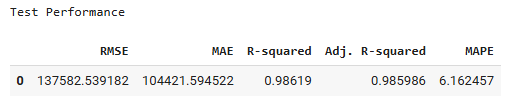 Test Performance
RMSE MAE R-squared Adj. R-squared MAPE
0 137582.539182 104421.594522 0.98619 0.985986 6.162457